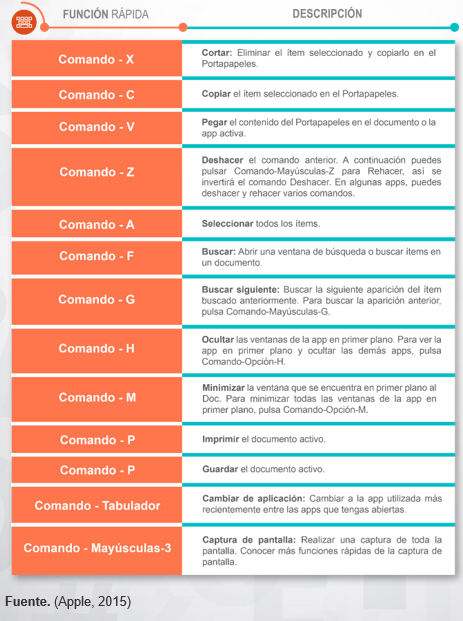 FUNCIÓN RÁPIDA
DESCRIPCIÓN
Comando - X
Cortar: Eliminar el ítem seleccionado y copiarlo en el
Portapapeles.
Comando - C
Copiar el ítem seleccionado en el Portapapeles.
Comando - V
Pegar el contenido del Portapapeles en el documento o la
app activa.
Comando - Z
Deshacer el comando anterior. A continuación puedes
pulsar Comando-Mayúsculas-Z para Rehacer, así se
invertirá el comando Deshacer. En algunas apps, puedes
deshacer y rehacer varios comandos.
Comando - A
Seleccionar todos los ítems.
Comando - F
Buscar: Abrir una ventana de búsqueda o buscar ítems en
un documento.
Comando - G
Buscar siguiente: Buscar la siguiente aparición del ítem
buscado anteriormente. Para buscar la aparición anterior,
pulsa Comando-Mayúsculas-G.
Comando - H
Ocultar las ventanas de la app en primer plano. Para ver la
app en primer plano y ocultar las demás apps, pulsa
Comando-Opción-H.
Comando - M
Minimizar la ventana que se encuentra en primer plano al
Doc. Para minimizar todas las ventanas de la app en
primer plano, pulsa Comando-Opción-M.
Comando - P
Imprimir el documento activo.
Comando - P
Guardar el documento activo.
Comando - Tabulador
Cambiar de aplicación: Cambiar a la app utilizada más
recientemente entre las apps que tengas abiertas.
Comando - Mayúsculas-3
Captura de pantalla: Realizar una captura de toda la
pantalla. Conocer más funciones rápidas de la captura de
pantalla.
Fuente. (Apple, 2015)